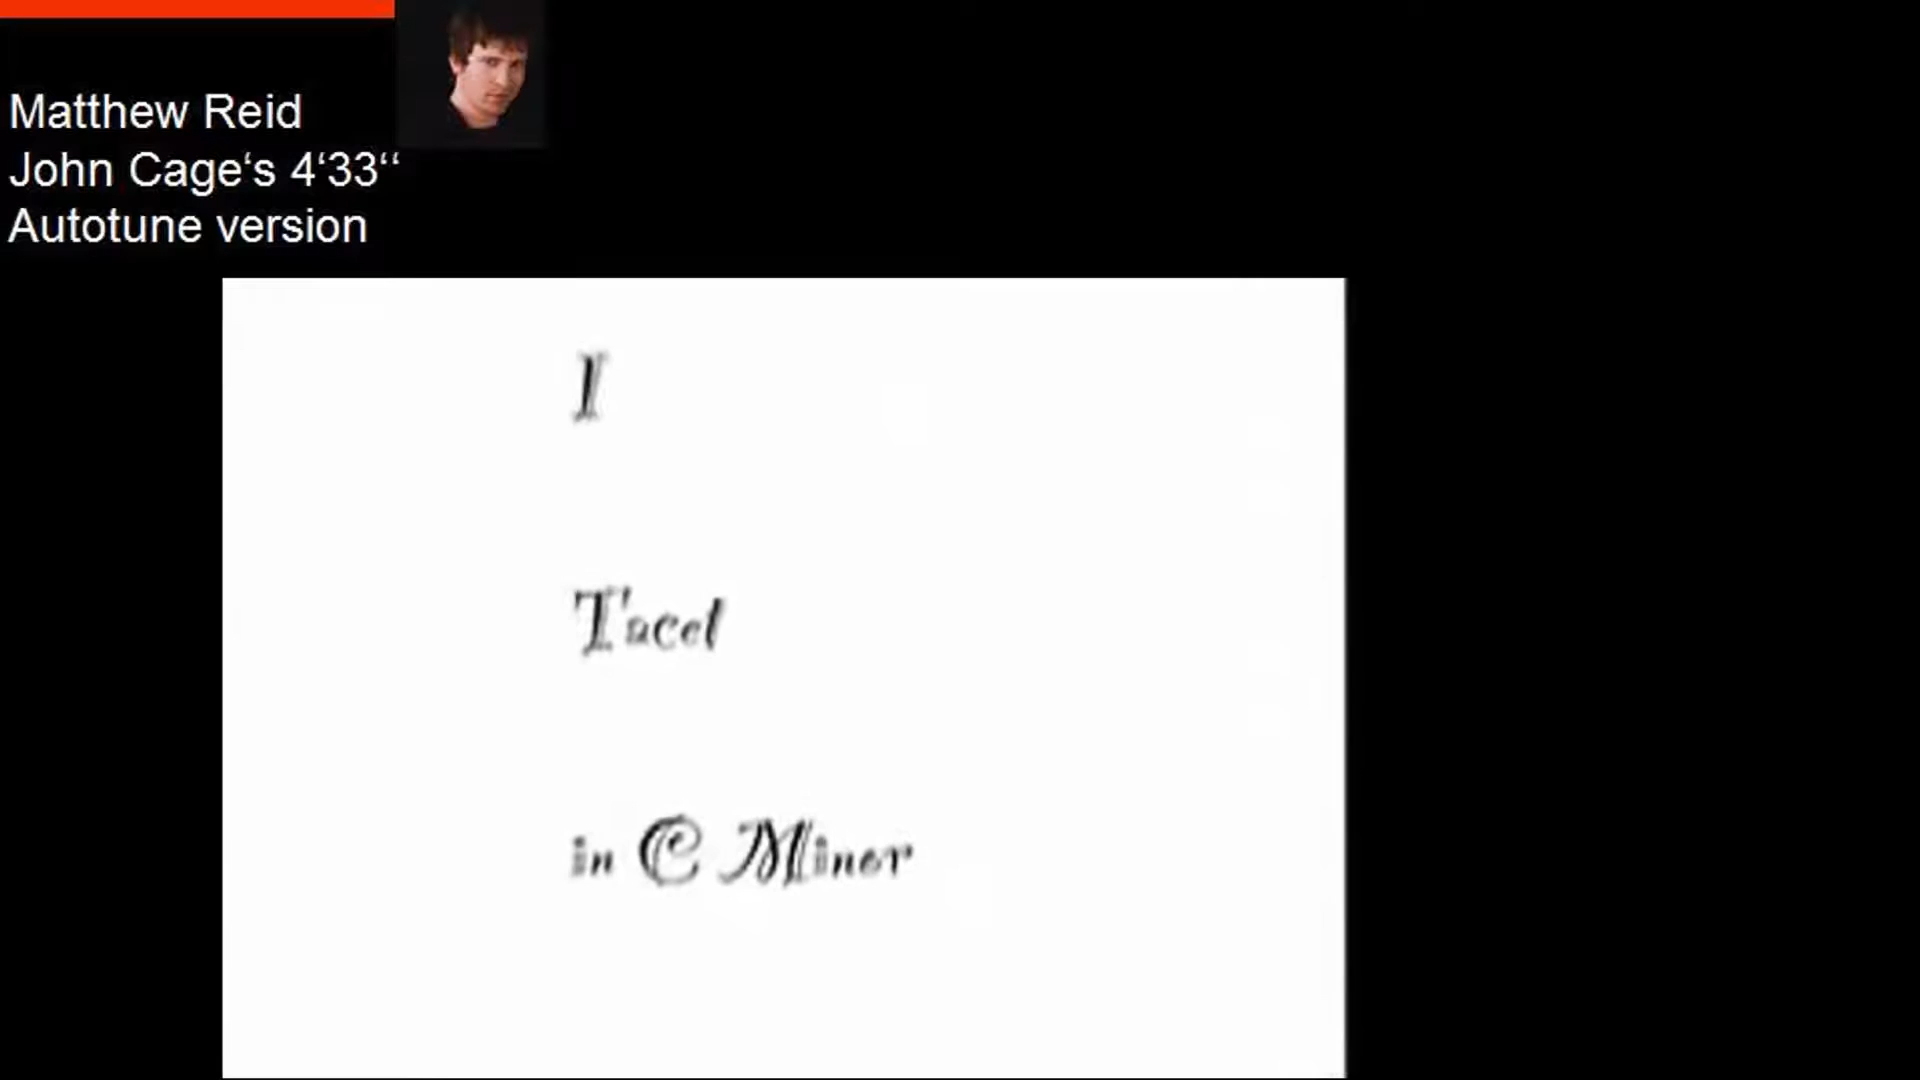 Matthew Reid
John Cage‘s 4‘33‘‘
Autotune version
I
Tacet
in C Minor